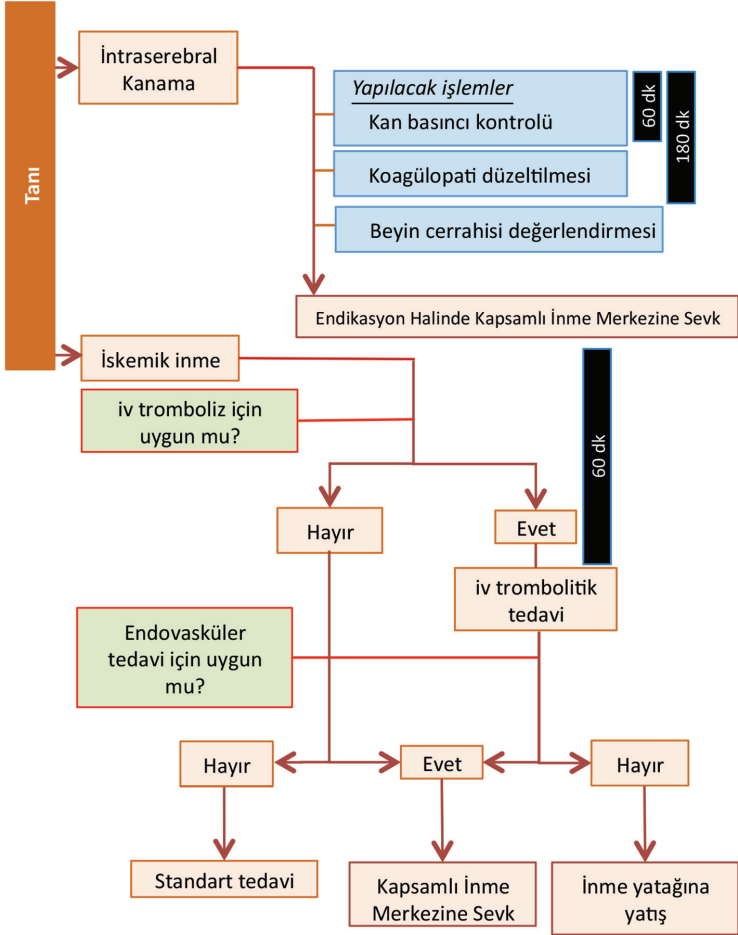 Tanı
İntraserebral
Kanama
Yapılacak işlemler
Kan basıncı kontrolü
60 dk
180 dk
Koagülopati düzeltilmesi
Beyin cerrahisi değerlendirmesi
Endikasyon Halinde Kapsamlı İnme Merkezine Sevk
İskemik inme
iv tromboliz için
uygun mu?
60 dk
Hayır
Evet
iv trombolitik
tedavi
Endovasküler
tedavi için uygun
mu?
Hayır
Evet
Hayır
Standart tedavi
Kapsamlı İnme
Merkezine Sevk
İnme yatağına
yatış